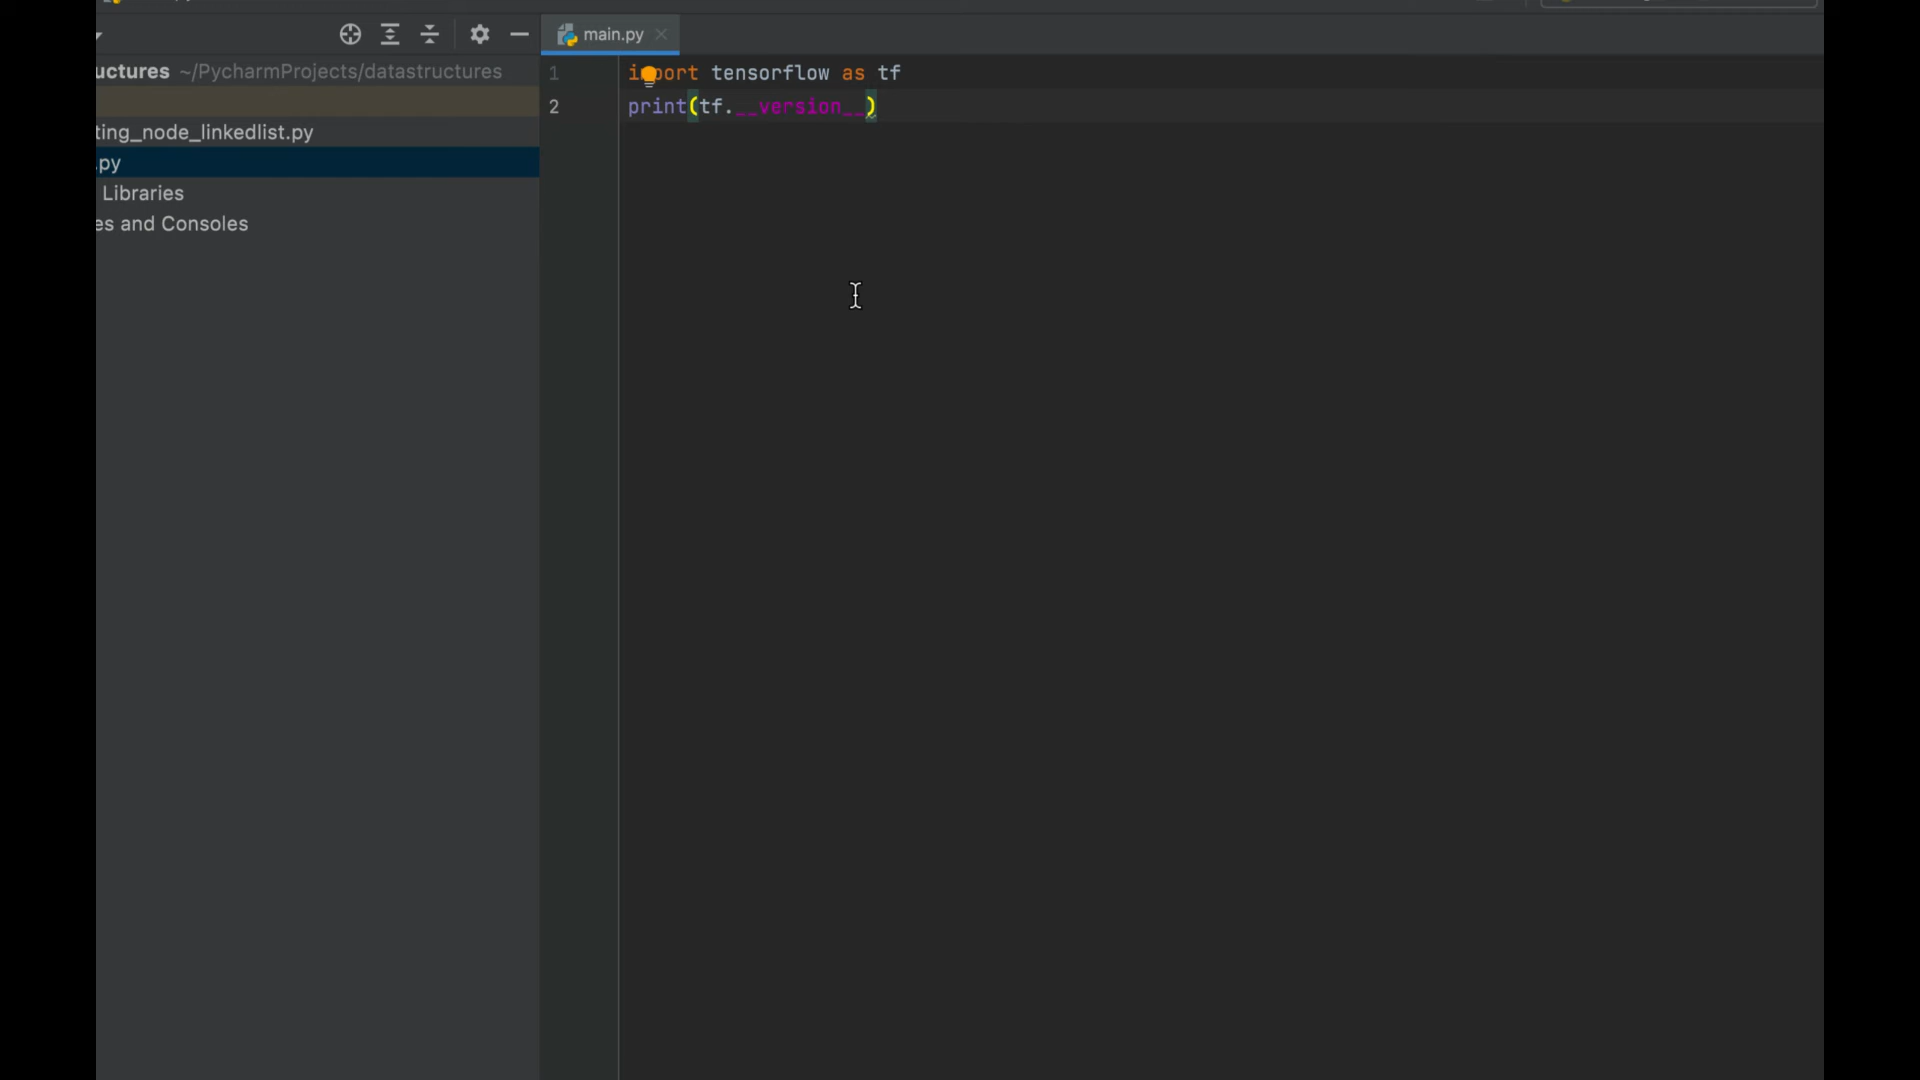 main.py
uctures ~/PycharmProjects/datastructures
ting_node_linkedlist.py
.py
Libraries
es and Consoles
1 import tensorflow as tf
2 print(tf.__version__)